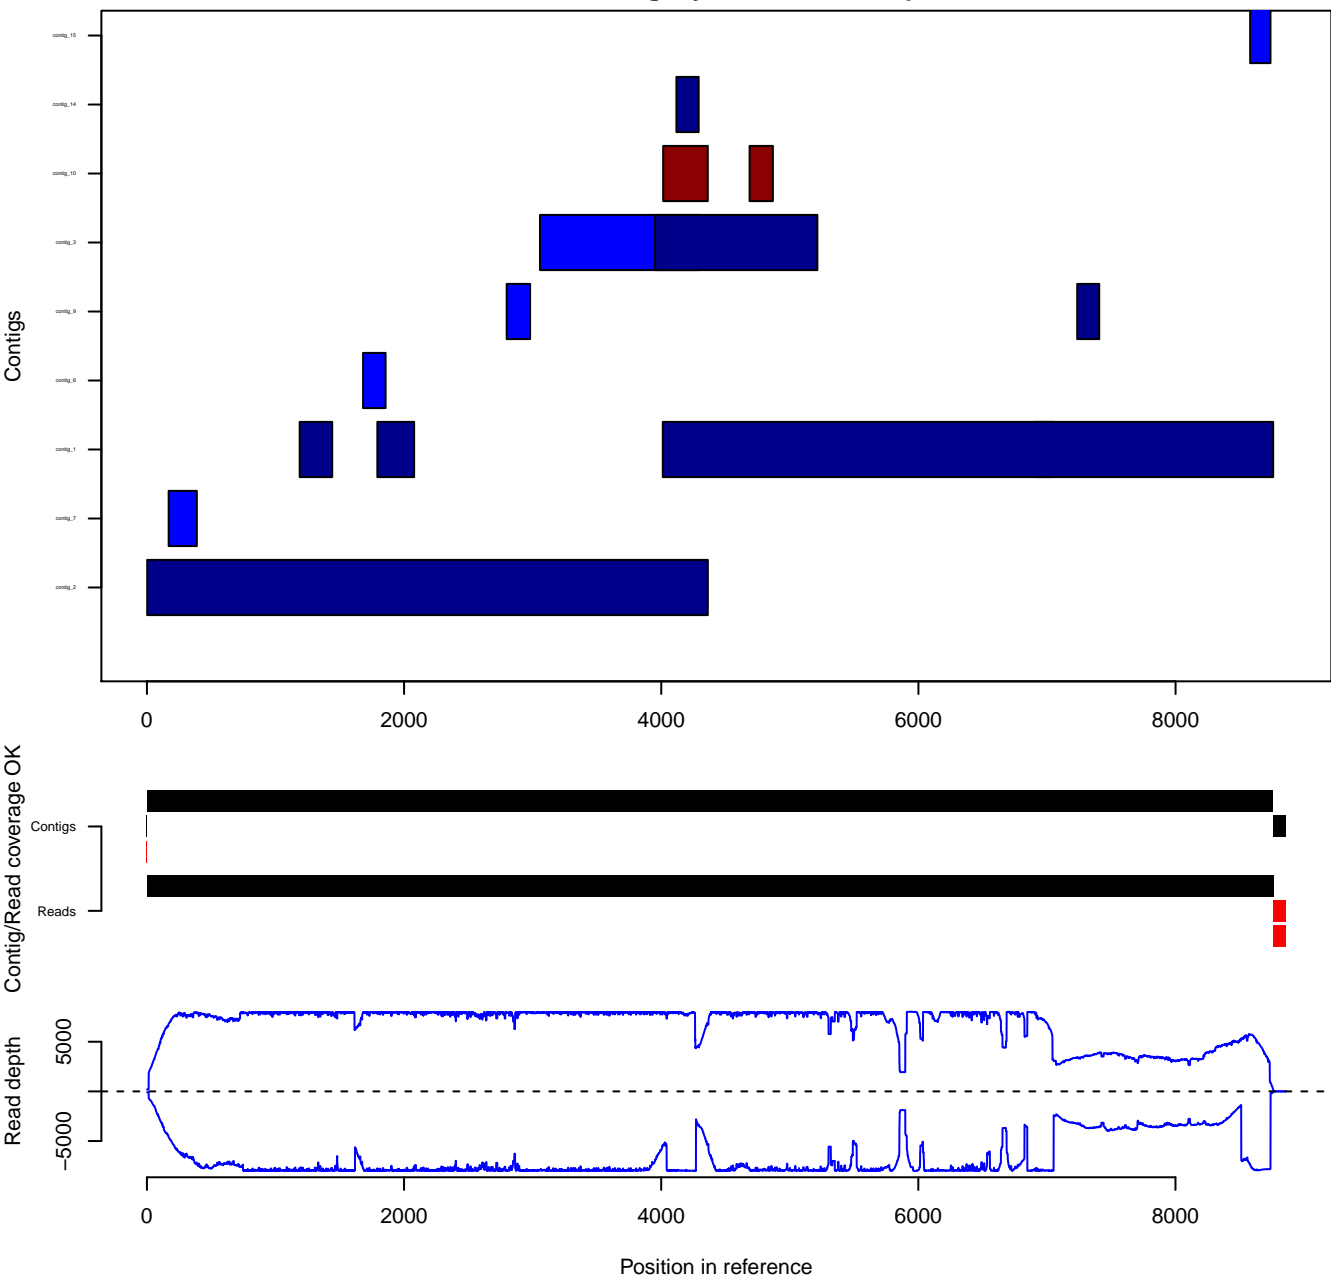 contig_15
contig_14
contig_10
contig_3
contig_9
contig_6
contig_1
contig_7
contig_2
Contigs
0 2000 4000 6000 8000
Contig/Read coverage OK
Contigs
Reads
Read depth
5000
−5000
0 2000 4000 6000 8000
Position in reference